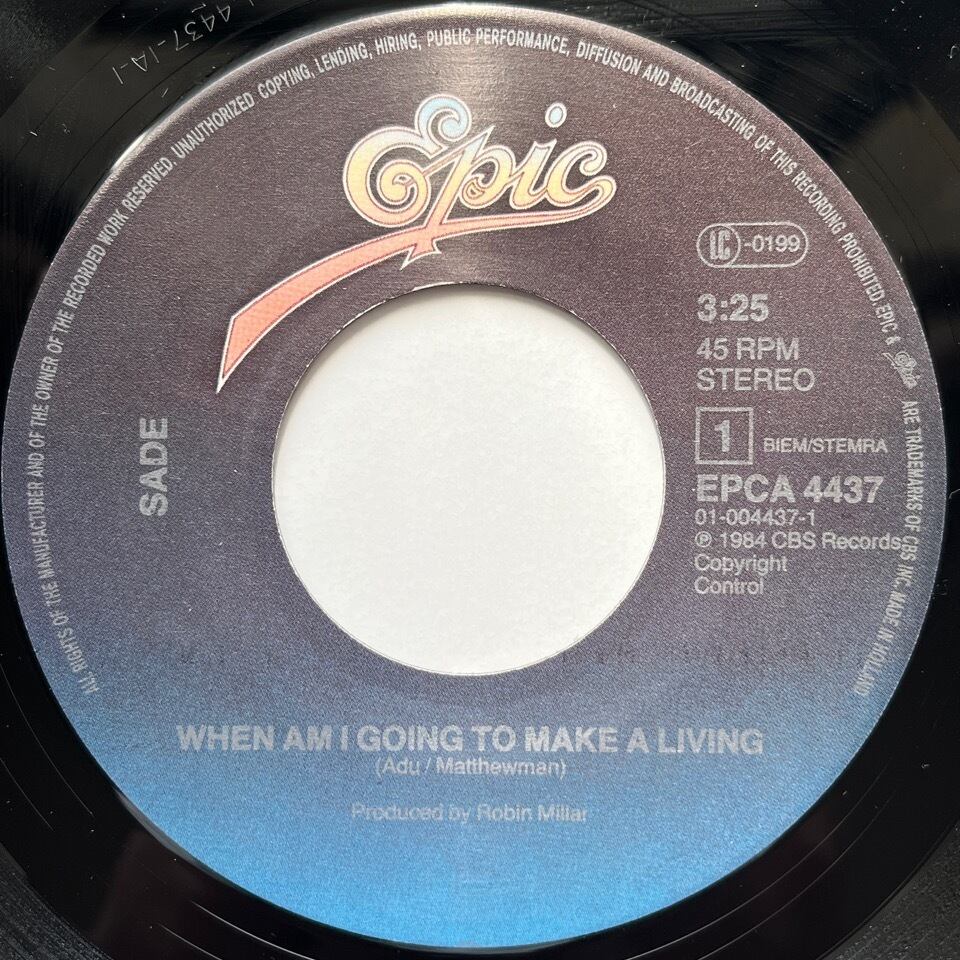 4437-1A-1
ALL RIGHTS OF THE MANUFACTURER AND OF THE OWNER OF THE RECORDED WORK RESERVED. UNAUTHORIZED COPYING, LENDING, HIRING, PUBLIC PERFORMANCE, DIFFUSION AND BROADCASTING OF THIS RECORDING PROHIBITED. EPIC & Epic ARE TRADEMARKS OF CBS INC. MADE IN HOLLAND
Epic
LC-0199
3:25
45 RPM
STEREO
1 BIEM/STEMRA
EPCA 4437
01-004437-1
℗ 1984 CBS Records
Copyright
Control
SADE
WHEN AM I GOING TO MAKE A LIVING
(Adu / Matthewman)
Produced by Robin Millar